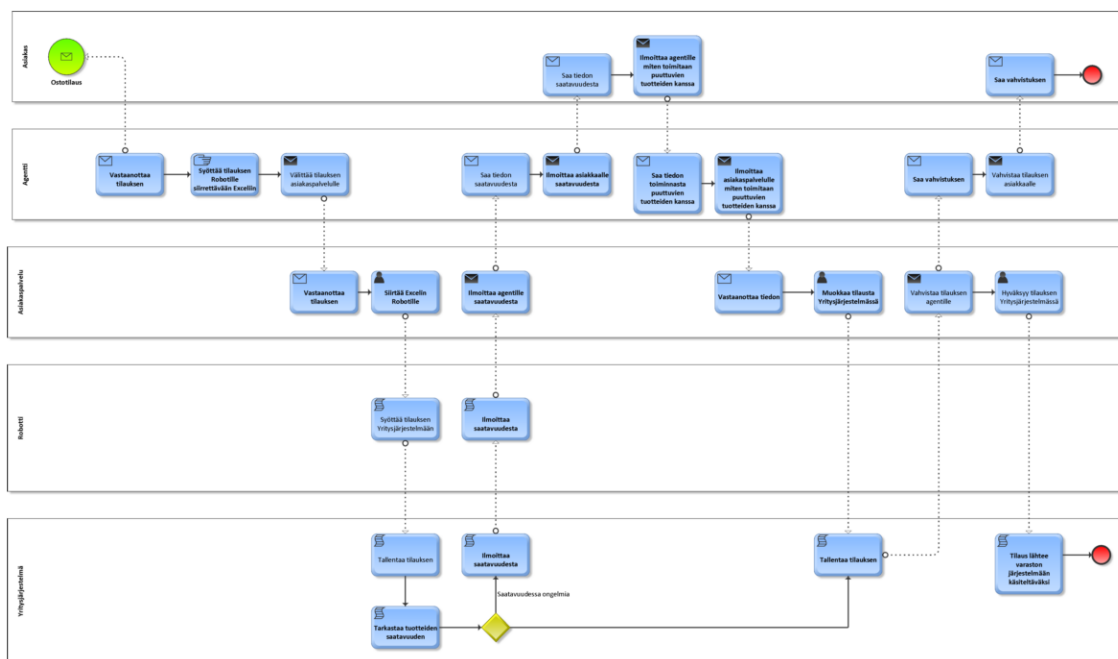 Asiakas
Ostotilaus
Saa tiedon
saatavuudesta
Ilmoittaa agentille
miten toimitaan
puuttuvien
tuotteiden kanssa
Saa vahvistuksen
Agentti
Vastaanottaa
tilauksen
Syöttää tilauksen
Robotille
siirrettävään Exceliin
Välittää tilauksen
asiakaspalvelulle
Saa tiedon
saatavuudesta
Ilmoittaa asiakkaalle
saatavuudesta
Saa tiedon
toiminnasta
puuttuvien
tuotteiden kanssa
Ilmoittaa
asiakaspalvelulle
miten toimitaan
puuttuvien
tuotteiden kanssa
Saa vahvistuksen
Vahvistaa tilauksen
asiakkaalle
Asiakaspalvelu
Vastaanottaa
tilauksen
Siirtää Excelin
Robotille
Ilmoittaa agentille
saatavuudesta
Vastaanottaa tiedon
Muokkaa tilausta
Yritysjärjestelmässä
Vahvistaa tilauksen
agentille
Hyväksyy tilauksen
Yritysjärjestelmässä
Robotti
Syöttää tilauksen
Yritysjärjestelmään
Ilmoittaa
saatavuudesta
Yritysjärjestelmä
Tallentaa tilauksen
Ilmoittaa
saatavuudesta
Tallentaa tilauksen
Tilaus lähtee
varaston
järjestelmään
käsiteltäväksi
Saatavuudessa ongelmia
Tarkastaa tuotteiden
saatavuuden